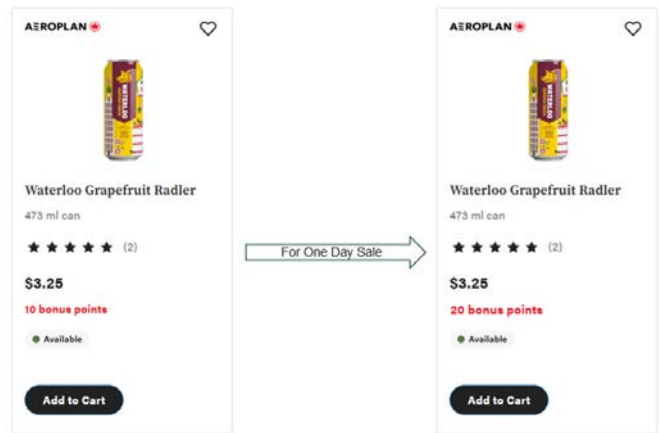 AEROPLAN
WATERLOO
Waterloo Grapefruit Radler
473 ml can
(2)
$3.25
10 bonus points
Available
Add to Cart
For One Day Sale
AEROPLAN
WATERLOO
Waterloo Grapefruit Radler
473 ml can
(2)
$3.25
20 bonus points
Available
Add to Cart